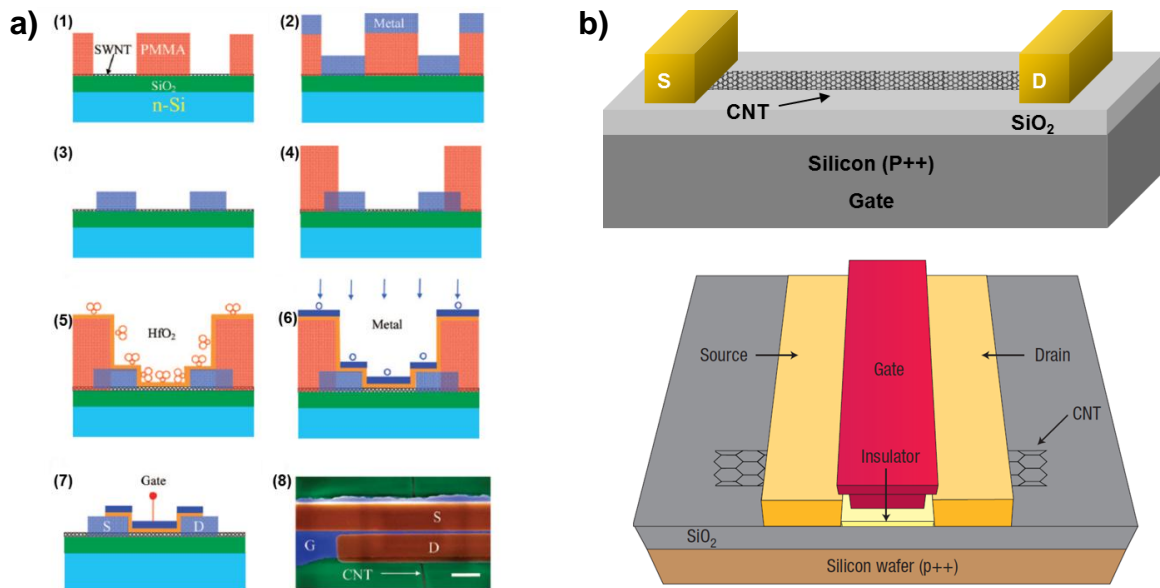 a)
(1)
SWNT
PMMA
SiO₂
n-Si
(2)
Metal
(3)
(4)
(5)
HfO₂
(6)
Metal
(7)
Gate
S
D
(8)
S
G
D
CNT
b)
S
D
CNT
SiO₂
Silicon (P++)
Gate
Source
Drain
Gate
CNT
Insulator
SiO₂
Silicon wafer (p++)